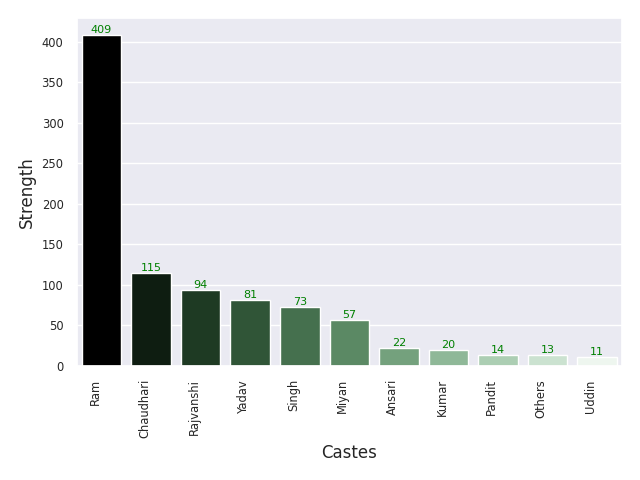 409
400
350
300
250
200
150
100
50
0
115
94
81
73
57
22
20
14
13
11
Strength
Ram
Chaudhari
Rajvanshi
Yadav
Singh
Miyan
Ansari
Kumar
Pandit
Others
Uddin
Castes